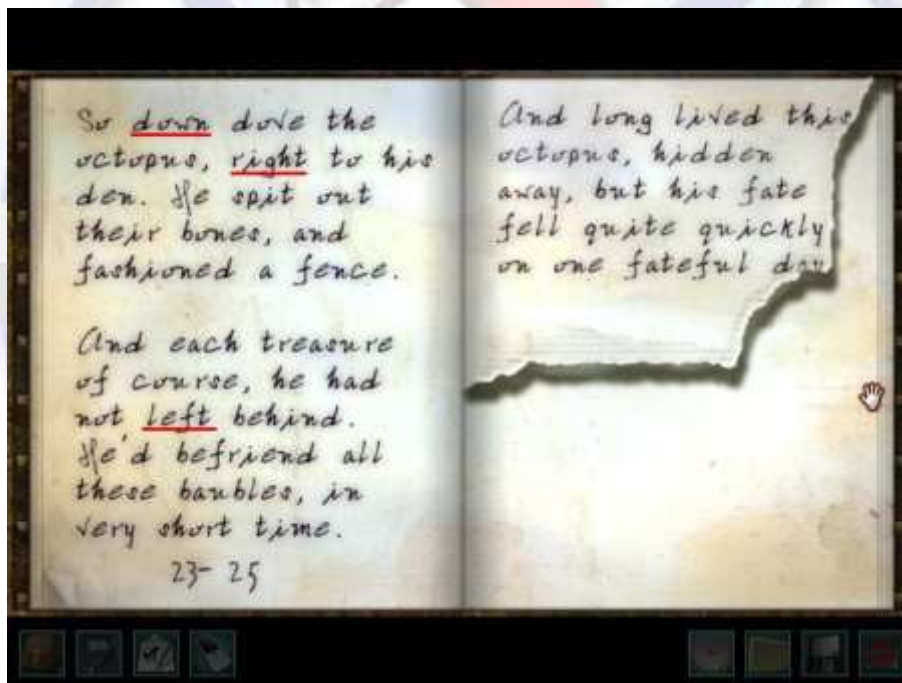 So down dove the
octopus, right to his
den. He spit out
their bones, and
fashioned a fence.
And each treasure
of course, he had
not left behind.
He'd befriend all
these baubles, in
very short time.
23- 25
And long lived this
octopus, hidden
away, but his fate
fell quite quickly
on one fateful day